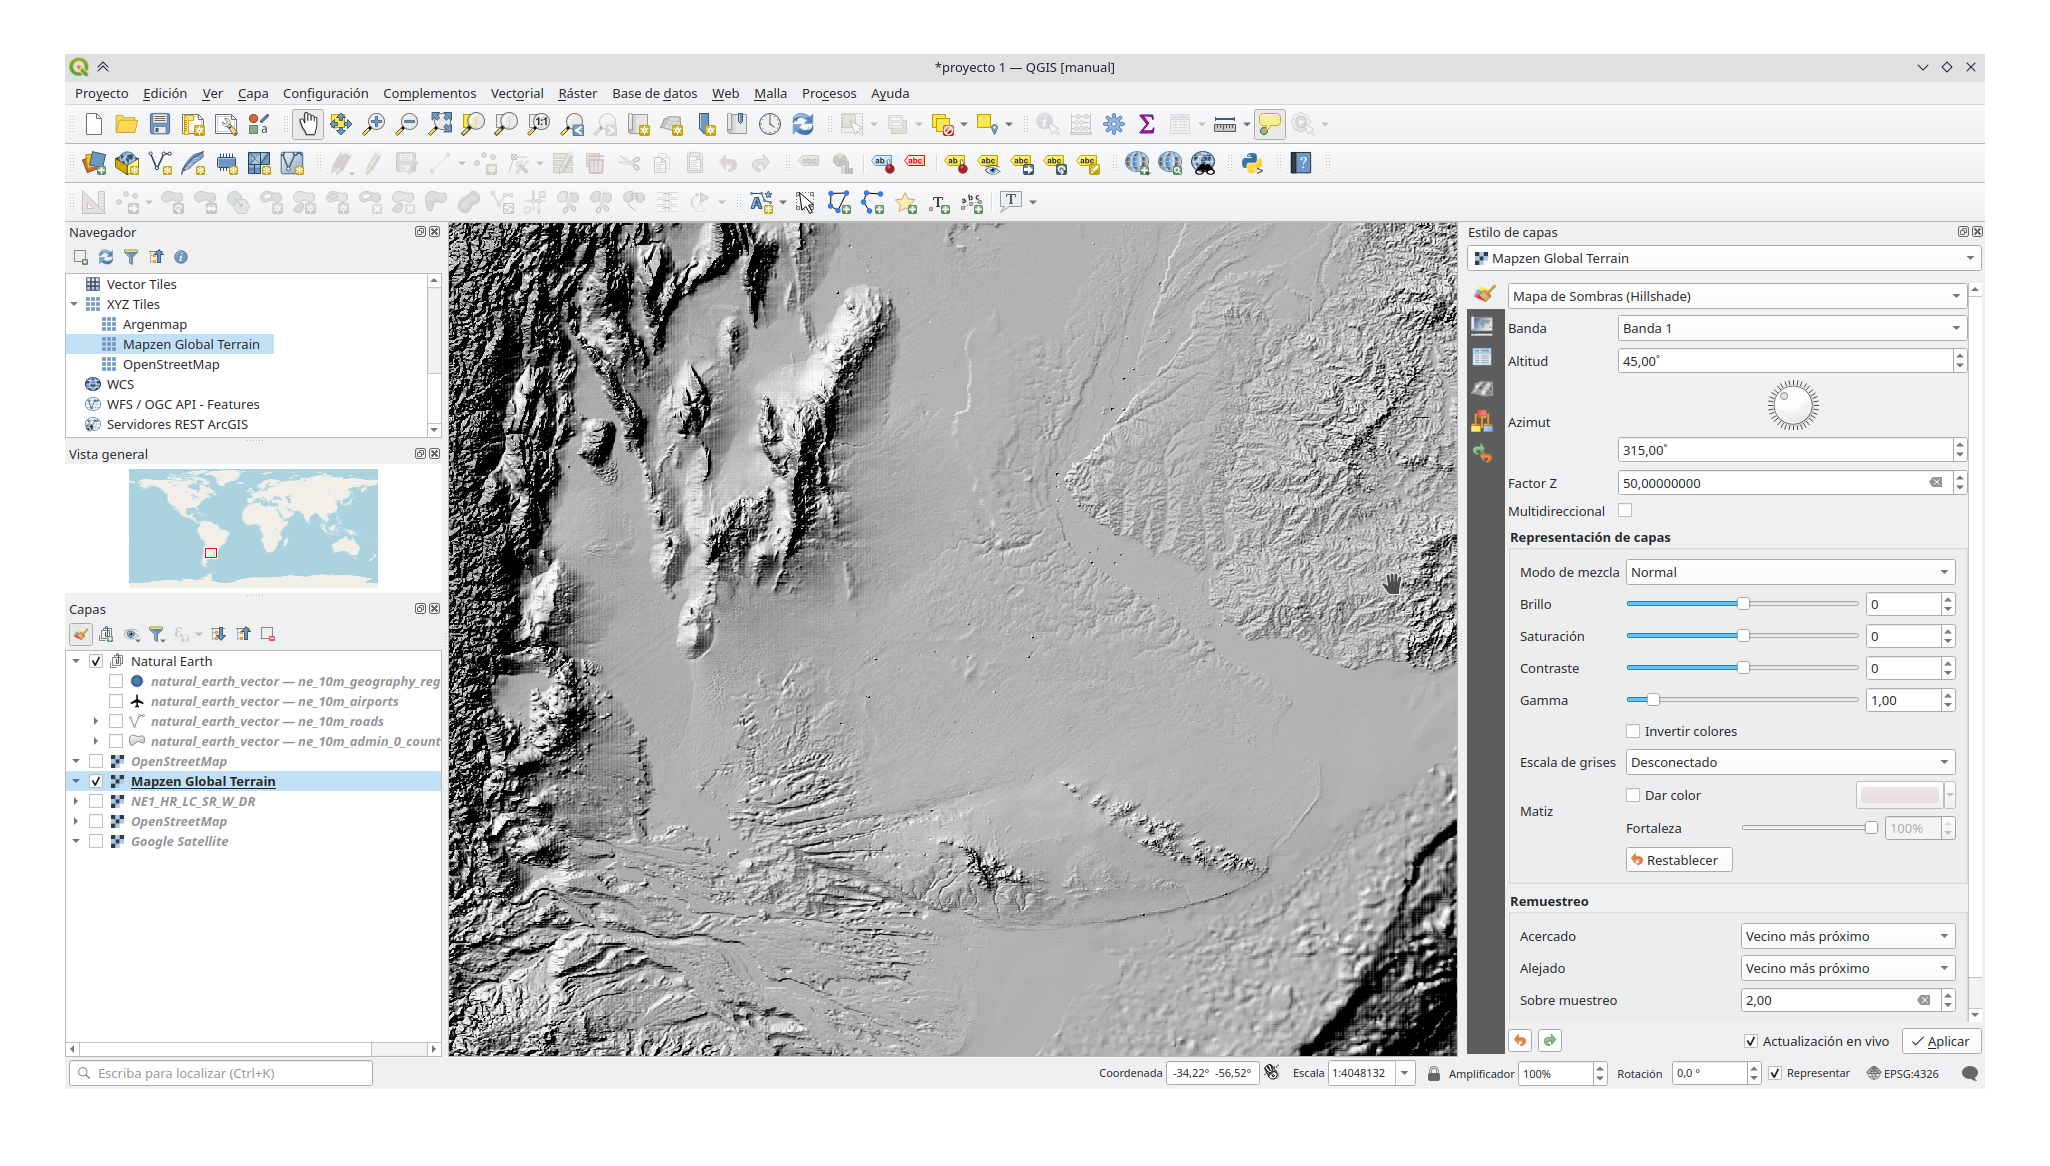 *proyecto 1 — QGIS [manual]
Proyecto Edición Ver Capa Configuración Complementos Vectorial Ráster Base de datos Web Malla Procesos Ayuda
Navegador
Vector Tiles
XYZ Tiles
Argenmap
Mapzen Global Terrain
OpenStreetMap
WCS
WFS / OGC API - Features
Servidores REST ArcGIS
Vista general
Capas
Natural Earth
natural_earth_vector — ne_10m_geography_reg
natural_earth_vector — ne_10m_airports
natural_earth_vector — ne_10m_roads
natural_earth_vector — ne_10m_admin_0_count
OpenStreetMap
Mapzen Global Terrain
NE1_HR_LC_SR_W_DR
OpenStreetMap
Google Satellite
Estilo de capas
Mapzen Global Terrain
Mapa de Sombras (Hillshade)
Banda Banda 1
Altitud 45,00°
Azimut
315,00°
Factor Z 50,00000000
Multidireccional
Representación de capas
Modo de mezcla Normal
Brillo 0
Saturación 0
Contraste 0
Gamma 1,00
Invertir colores
Escala de grises Desconectado
Dar color
Matiz
Fortaleza 100%
Restablecer
Remuestreo
Acercado Vecino más próximo
Alejado Vecino más próximo
Sobre muestreo 2,00
Actualización en vivo Aplicar
Escriba para localizar (Ctrl+K) Coordenada -34,22° -56,52° Escala 1:4048132 Amplificador 100% Rotación 0,0 ° Representar EPSG:4326